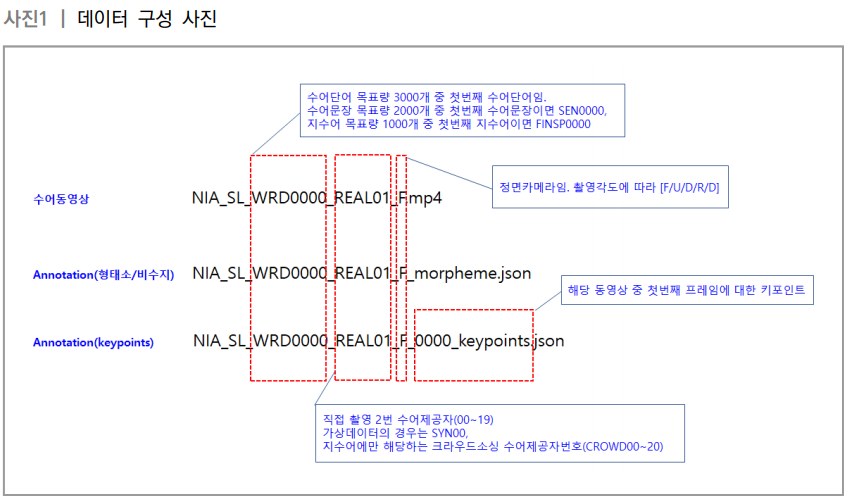 사진1 | 데이터 구성 사진
수어단어 목표량 3000개 중 첫번째 수어단어임.
수어문장 목표량 2000개 중 첫번째 수어문장이면 SEN0000,
지수어 목표량 1000개 중 첫번째 지수어이면 FINSP0000
정면카메라임. 촬영각도에 따라 [F/U/D/R/D]
수어동영상 NIA_SL_WRD0000_REAL01_F.mp4
Annotation(형태소/비수지) NIA_SL_WRD0000_REAL01_F_morpheme.json
해당 동영상 중 첫번째 프레임에 대한 키포인트
Annotation(keypoints) NIA_SL_WRD0000_REAL01_F_0000_keypoints.json
직접 촬영 2번 수어제공자(00~19)
가상데이터의 경우는 SYN00,
지수어에만 해당하는 크라우드소싱 수어제공자번호(CROWD00~20)